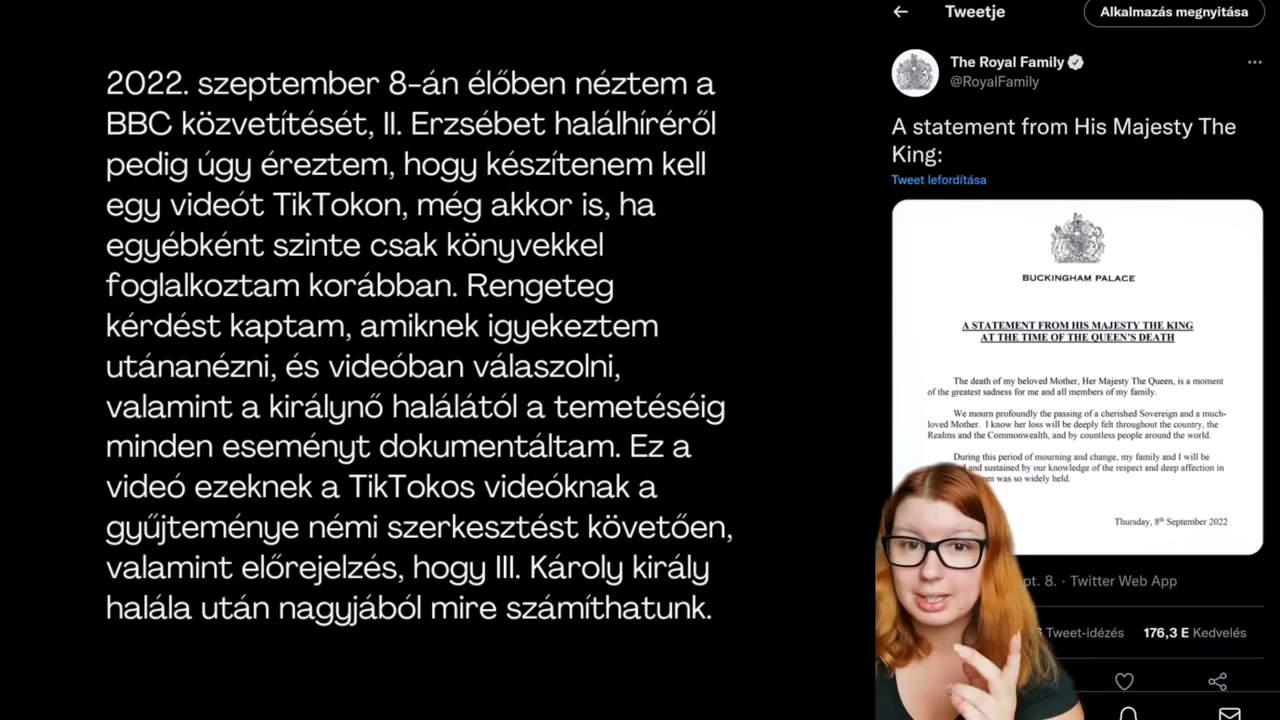 2022. szeptember 8-án élőben néztem a
BBC közvetítését, II. Erzsébet halálhíréről
pedig úgy éreztem, hogy készítenem kell
egy videót TikTokon, még akkor is, ha
egyébként szinte csak könyvekkel
foglalkoztam korábban. Rengeteg
kérdést kaptam, amiknek igyekeztem
utánanézni, és videóban válaszolni,
valamint a királynő halálától a temetéséig
minden eseményt dokumentáltam. Ez a
videó ezeknek a TikTokos videóknak a
gyűjteménye némi szerkesztést követően,
valamint előrejelzés, hogy III. Károly király
halála után nagyjából mire számíthatunk.
Tweetje
Alkalmazás megnyitása
The Royal Family
@RoyalFamily
A statement from His Majesty The
King:
Tweet lefordítása
BUCKINGHAM PALACE
A STATEMENT FROM HIS MAJESTY THE KING
AT THE TIME OF THE QUEEN'S DEATH
The death of my beloved Mother, Her Majesty The Queen, is a moment
of the greatest sadness for me and all members of my family.
We mourn profoundly the passing of a cherished Sovereign and a much-
loved Mother. I know her loss will be deeply felt throughout the country, the
Realms and the Commonwealth, and by countless people around the world.
During this period of mourning and change, my family and I will be
and sustained by our knowledge of the respect and deep affection in
was so widely held.
Thursday, 8th September 2022
8. · Twitter Web App
Tweet-idézés 176,3 E Kedvelés